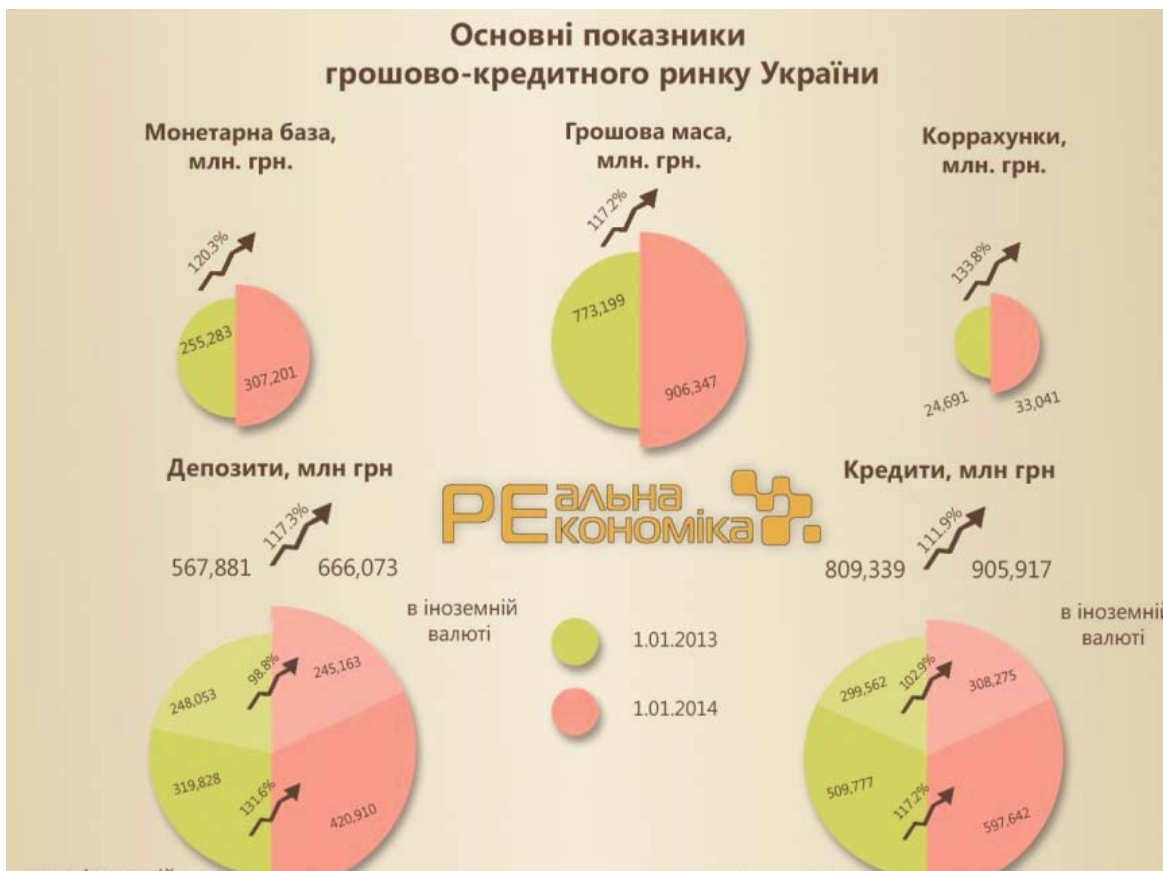 Основні показники
грошово-кредитного ринку України
Монетарна база,
млн. грн.
120.3%
255,283
307,201
Грошова маса,
млн. грн.
117.2%
773,199
906,347
Коррахунки,
млн. грн.
133.8%
24,691
33,041
Депозити, млн грн
117.3%
567,881
666,073
в іноземній
валюті
98.8%
248,053
245,163
319,828
131.6%
420,910
РЕальна
Економіка
1.01.2013
1.01.2014
Кредити, млн грн
111.9%
809,339
905,917
в іноземній
валюті
102.9%
299,562
308,275
509,777
117.2%
597,642